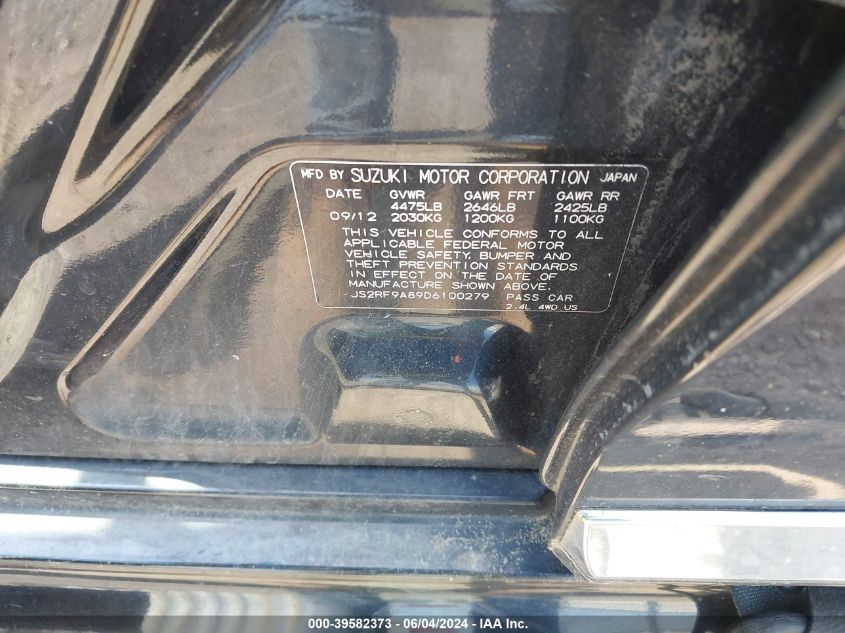 MFD BY SUZUKI MOTOR CORPORATION JAPAN
DATE GVWR GAWR FRT GAWR RR
4475LB 2646LB 2425LB
09/12 2030KG 1200KG 1100KG
THIS VEHICLE CONFORMS TO ALL
APPLICABLE FEDERAL MOTOR
VEHICLE SAFETY, BUMPER AND
THEFT PREVENTION STANDARDS
IN EFFECT ON THE DATE OF
MANUFACTURE SHOWN ABOVE.
JS2RF9A89D6100279 PASS CAR
2.4L 4WD US
000-39582373 - 06/04/2024 - IAA Inc.